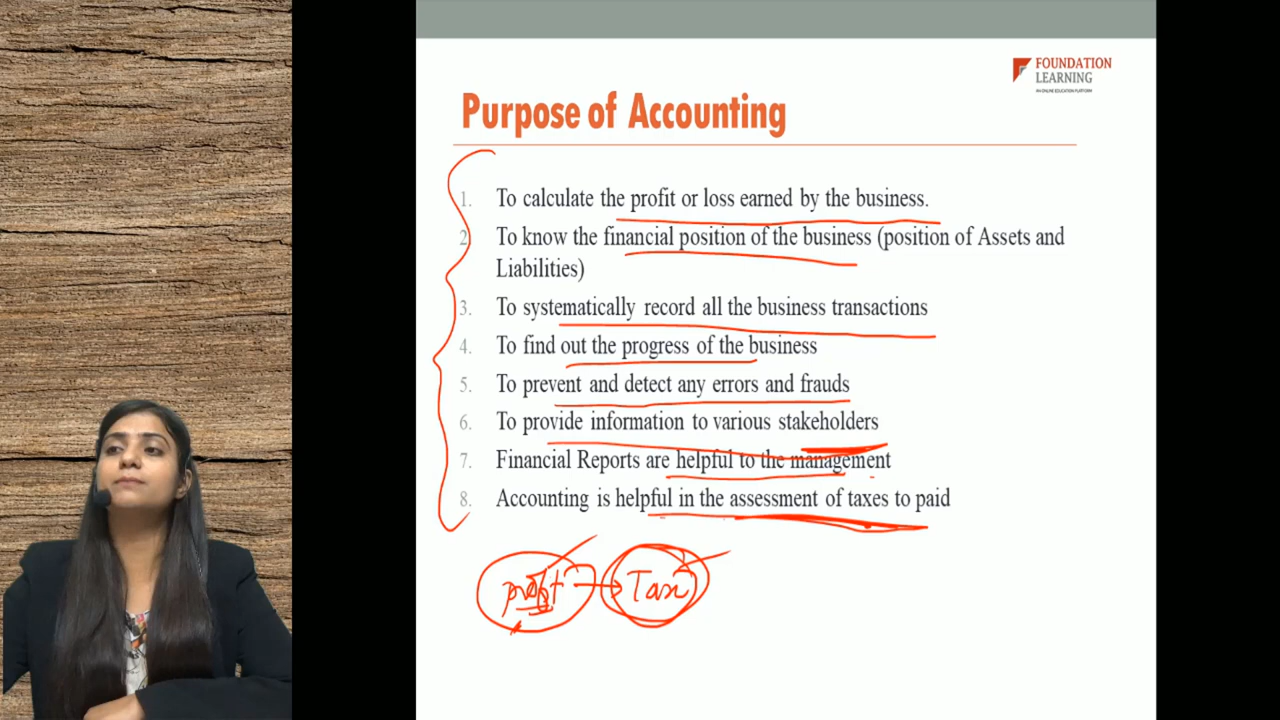 FOUNDATION
LEARNING
AN ONLINE EDUCATION PLATFORM
Purpose of Accounting
1. To calculate the profit or loss earned by the business.
2. To know the financial position of the business (position of Assets and
Liabilities)
3. To systematically record all the business transactions
4. To find out the progress of the business
5. To prevent and detect any errors and frauds
6. To provide information to various stakeholders
7. Financial Reports are helpful to the management
8. Accounting is helpful in the assessment of taxes to paid
profit → Tax